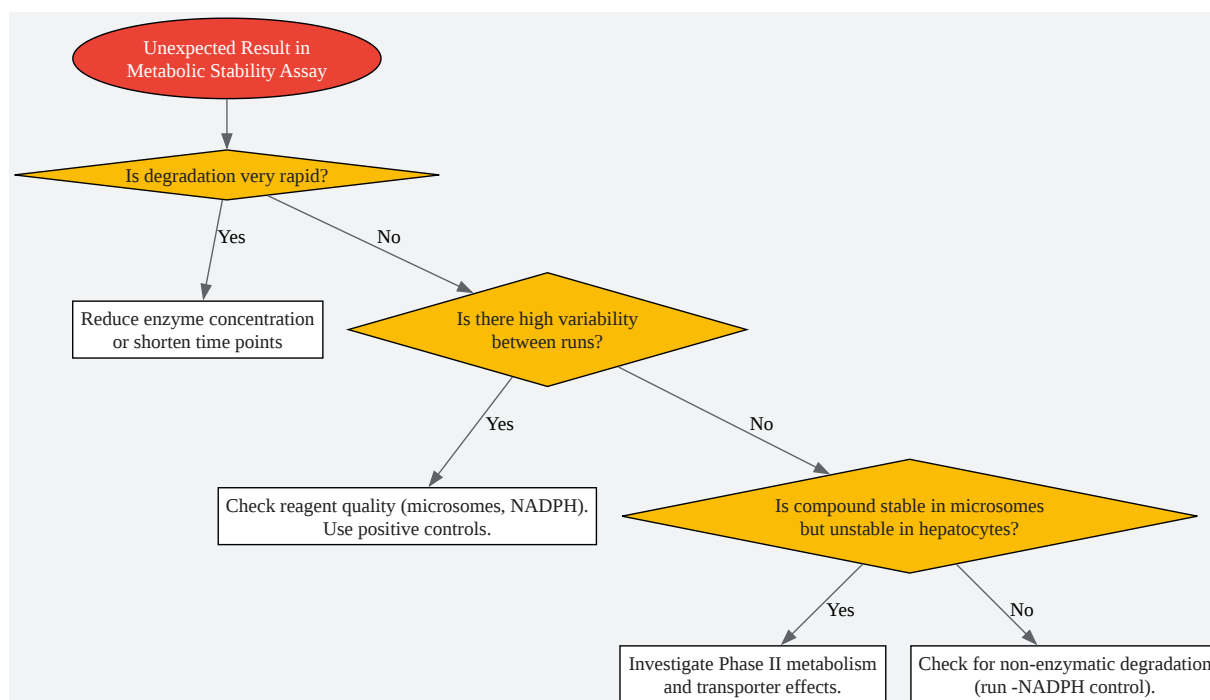 Unexpected Result in
Metabolic Stability Assay
Is degradation very rapid?
Yes
No
Reduce enzyme concentration
or shorten time points
Is there high variability
between runs?
Yes
No
Check reagent quality (microsomes, NADPH).
Use positive controls.
Is compound stable in microsomes
but unstable in hepatocytes?
Yes
No
Investigate Phase II metabolism
and transporter effects.
Check for non-enzymatic degradation
(run -NADPH control).